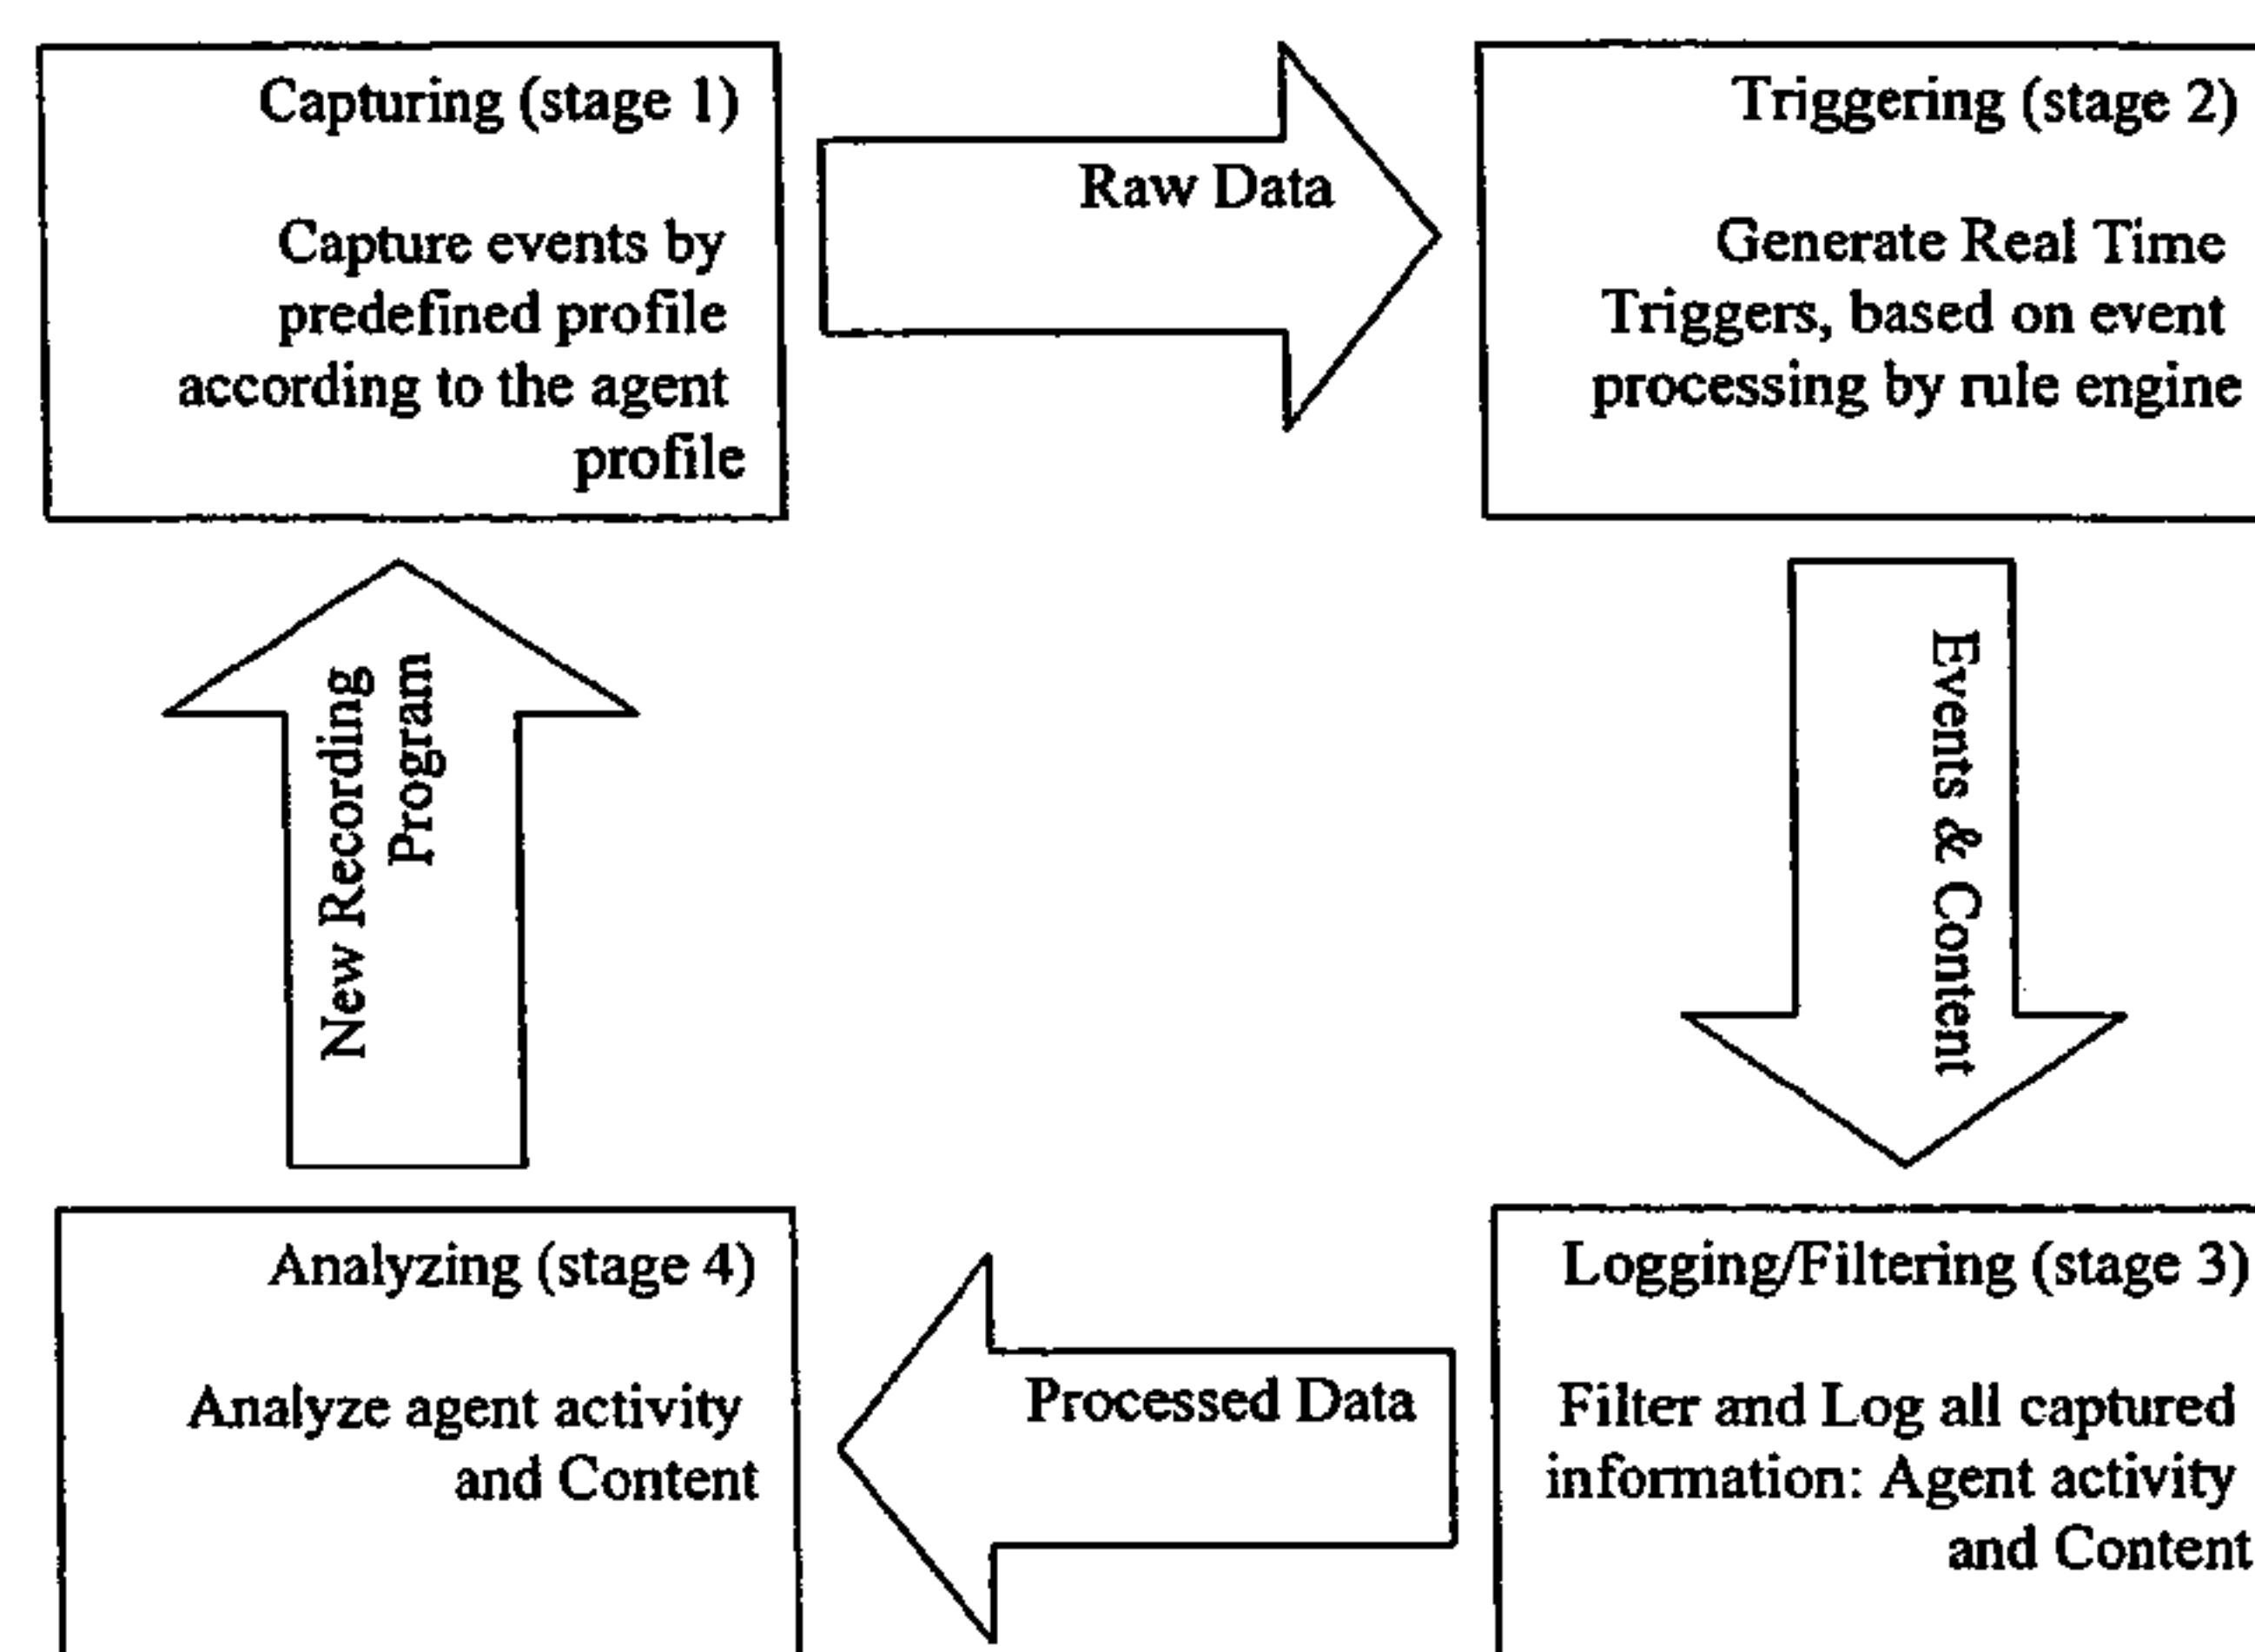 Capturing (stage 1)
Capture events by
predefined profile
according to the agent
profile
Raw Data
Triggering (stage 2)
Generate Real Time
Triggers, based on event
processing by rule engine
Events & Content
Logging/Filtering (stage 3)
Filter and Log all captured
information: Agent activity
and Content
Processed Data
Analyzing (stage 4)
Analyze agent activity
and Content
New Recording
Program